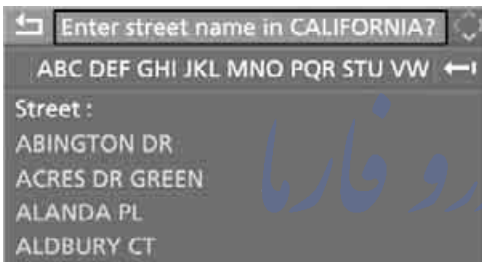 Enter street name in CALIFORNIA?
ABC DEF GHI JKL MNO PQR STU VW
Street :
ABINGTON DR
ACRES DR GREEN
ALANDA PL
ALDBURY CT